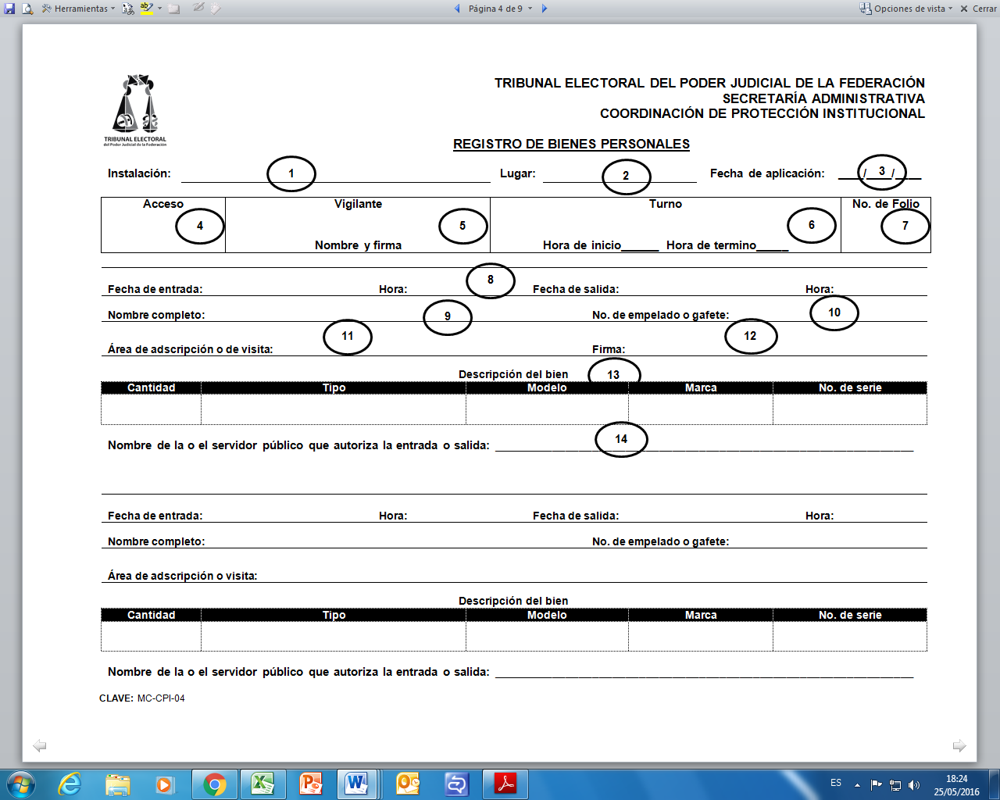 Herramientas
Página 4 de 9
Opciones de vista
Cerrar
TRIBUNAL ELECTORAL
del Poder Judicial de la Federación
TRIBUNAL ELECTORAL DEL PODER JUDICIAL DE LA FEDERACIÓN
SECRETARÍA ADMINISTRATIVA
COORDINACIÓN DE PROTECCIÓN INSTITUCIONAL
REGISTRO DE BIENES PERSONALES
Instalación: 1 Lugar: 2 Fecha de aplicación: ____/____/____ 3
Acceso Vigilante Turno No. de Folio
4 5 6 7
Nombre y firma Hora de inicio______ Hora de termino_____
8
Fecha de entrada: Hora: Fecha de salida: Hora:
Nombre completo: 9 No. de empelado o gafete: 10
11 12
Área de adscripción o de visita: Firma:
Descripción del bien 13
Cantidad Tipo Modelo Marca No. de serie
14
Nombre de la o el servidor público que autoriza la entrada o salida:
Fecha de entrada: Hora: Fecha de salida: Hora:
Nombre completo: No. de empelado o gafete:
Área de adscripción o visita:
Descripción del bien
Cantidad Tipo Modelo Marca No. de serie
Nombre de la o el servidor público que autoriza la entrada o salida:
CLAVE: MC-CPI-04
ES
18:24
25/05/2016